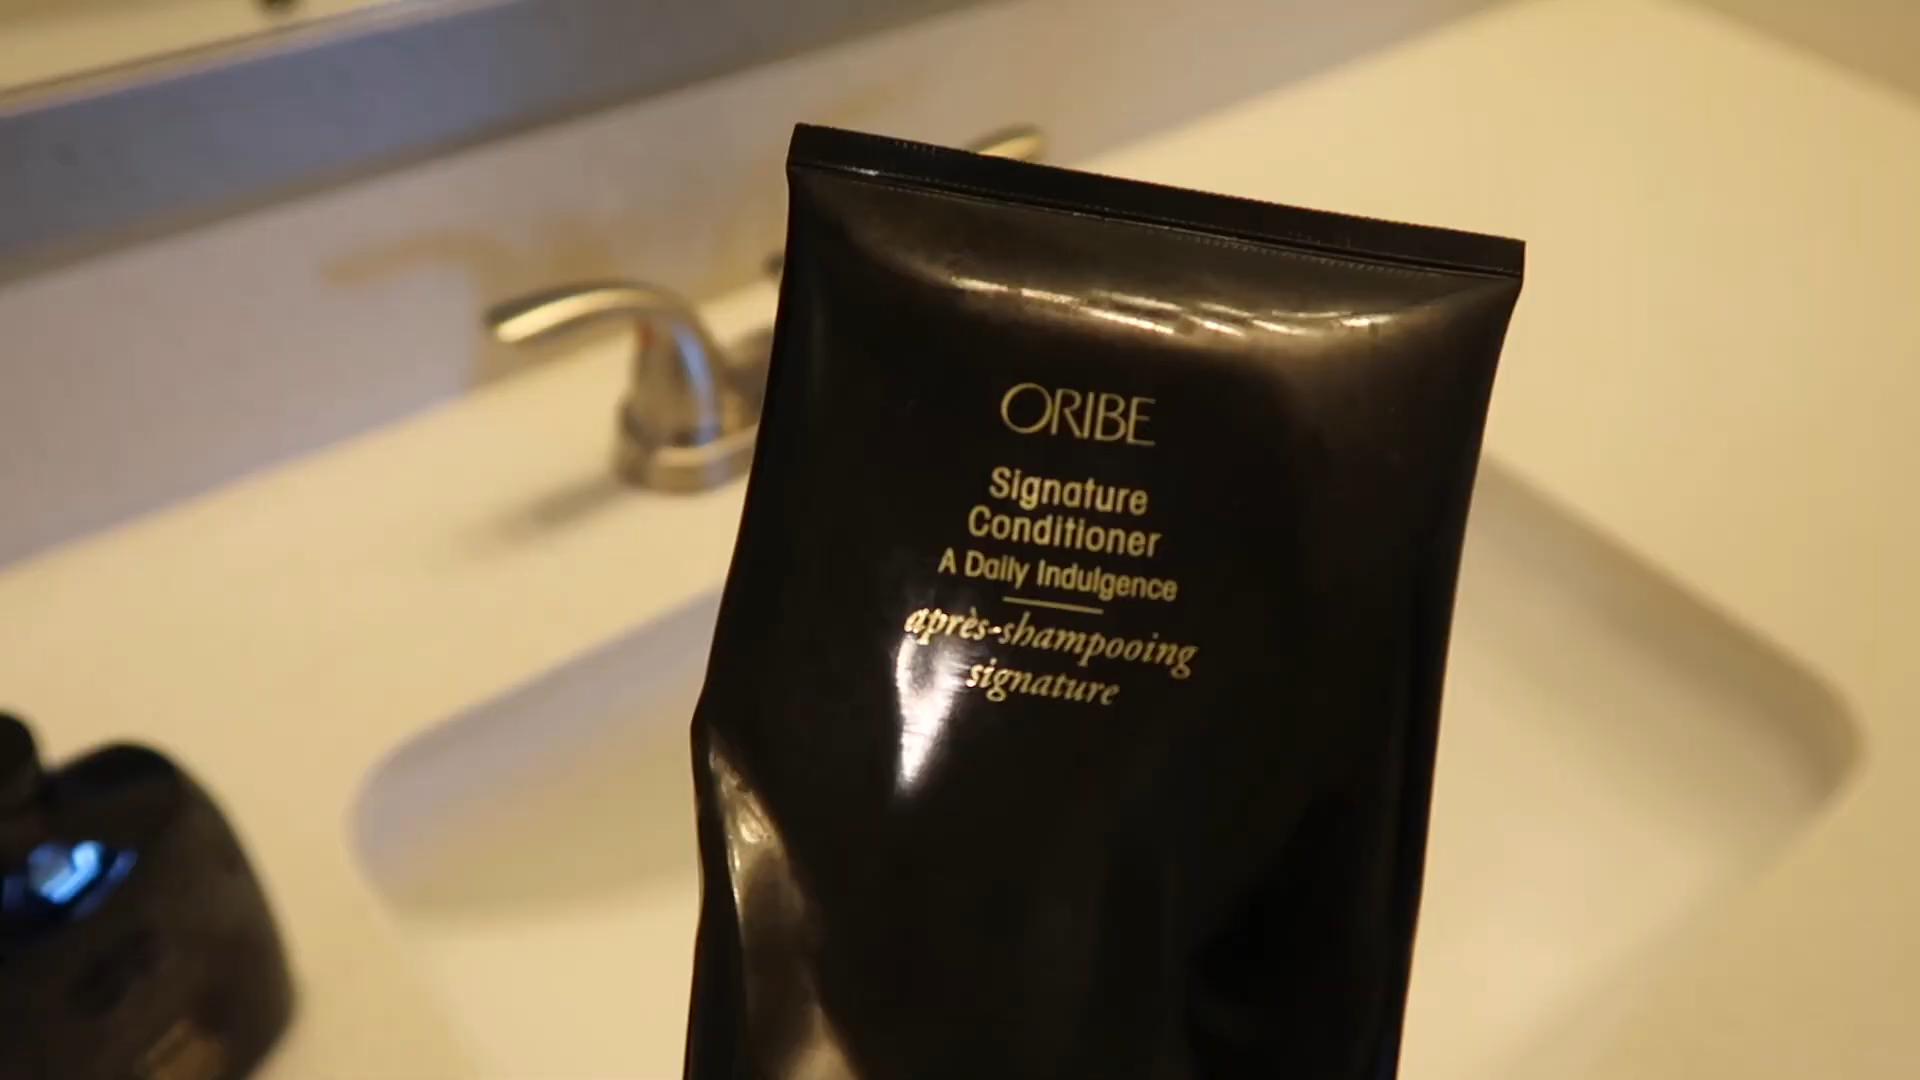 ORIBE
Signature
Conditioner
A Daily Indulgence
après-shampooing
signature